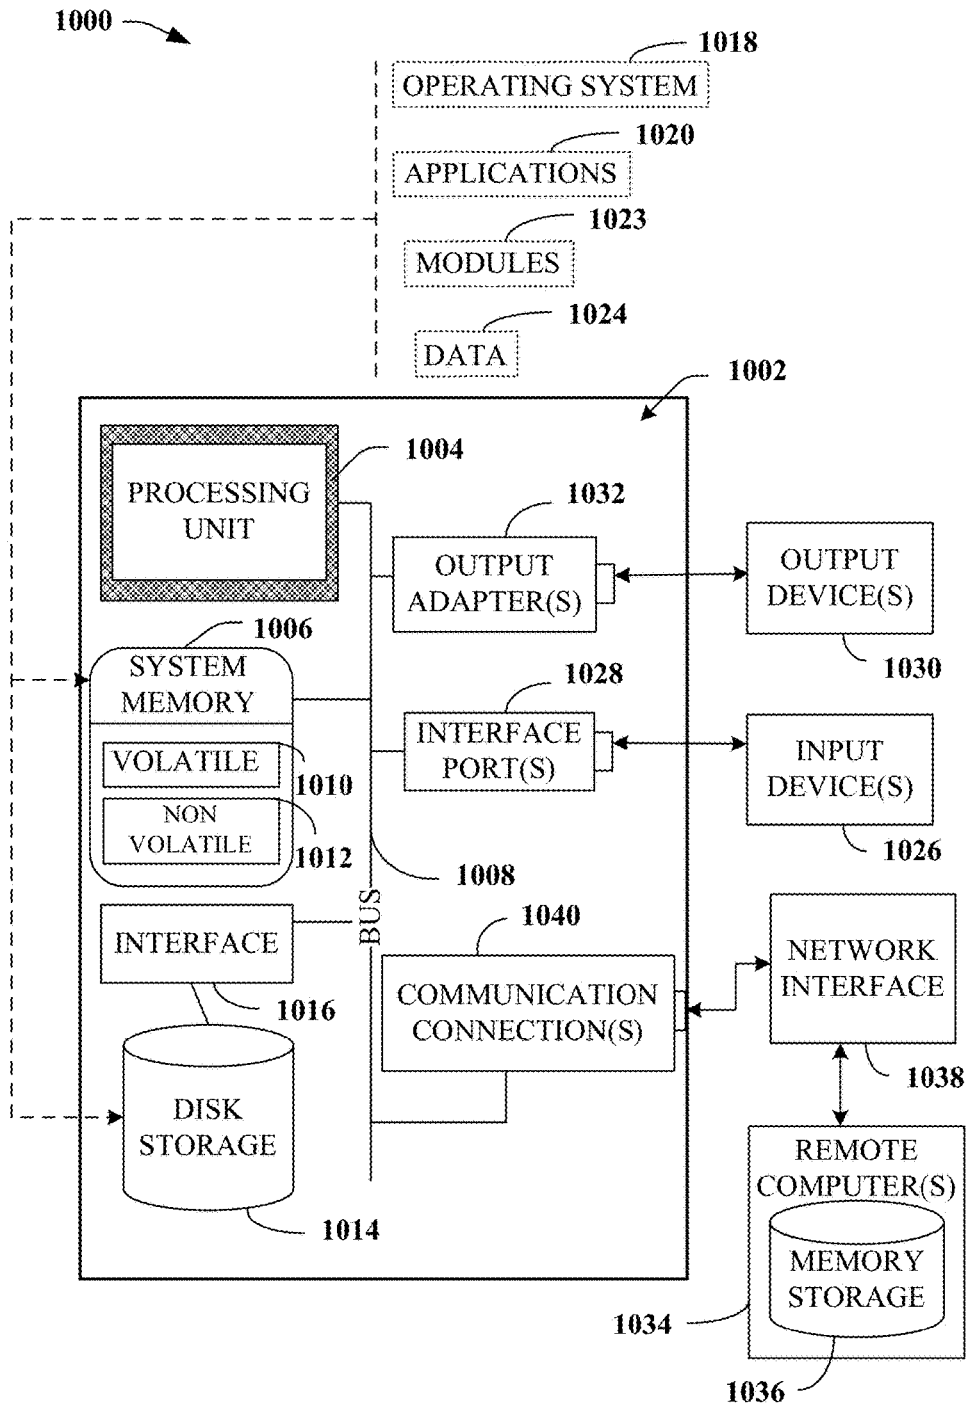 1000
1018
OPERATING SYSTEM
1020
APPLICATIONS
1023
MODULES
1024
DATA
1002
1004
PROCESSING
UNIT
1032
OUTPUT
ADAPTER(S)
OUTPUT
DEVICE(S)
1030
1006
SYSTEM
MEMORY
VOLATILE
1010
NON
VOLATILE
1012
1028
INTERFACE
PORT(S)
INPUT
DEVICE(S)
1026
1008
BUS
INTERFACE
1016
1040
COMMUNICATION
CONNECTION(S)
NETWORK
INTERFACE
1038
DISK
STORAGE
1014
REMOTE
COMPUTER(S)
MEMORY
STORAGE
1034
1036